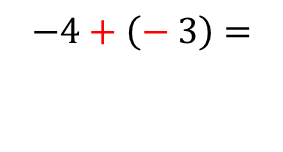 −4 + (− 3) =